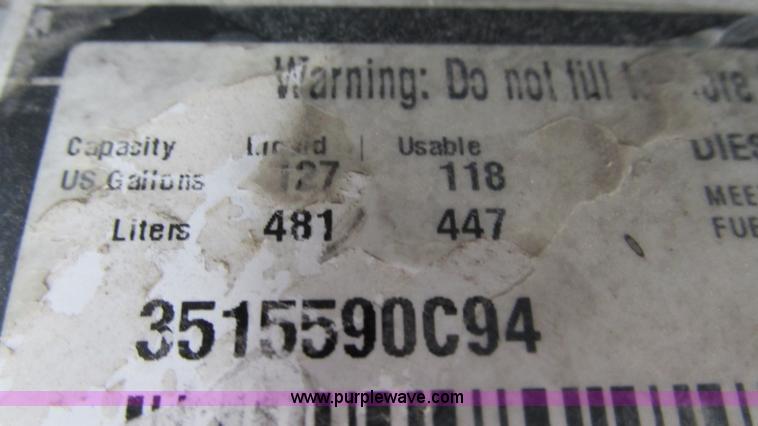 Warning: Do not fill
Capacity Liquid | Usable
US Gallons 127 118
Liters 481 447
DIES
MEE
FUE
3515590C94
www.purplewave.com